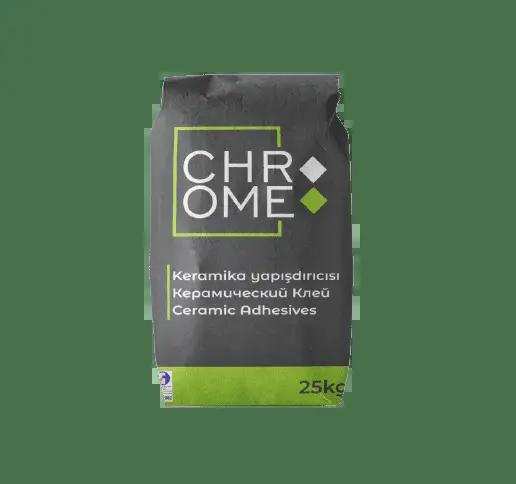 CHR
OME
Keramika yapışdırıcısı
Керамический Клей
Ceramic Adhesives
25kg